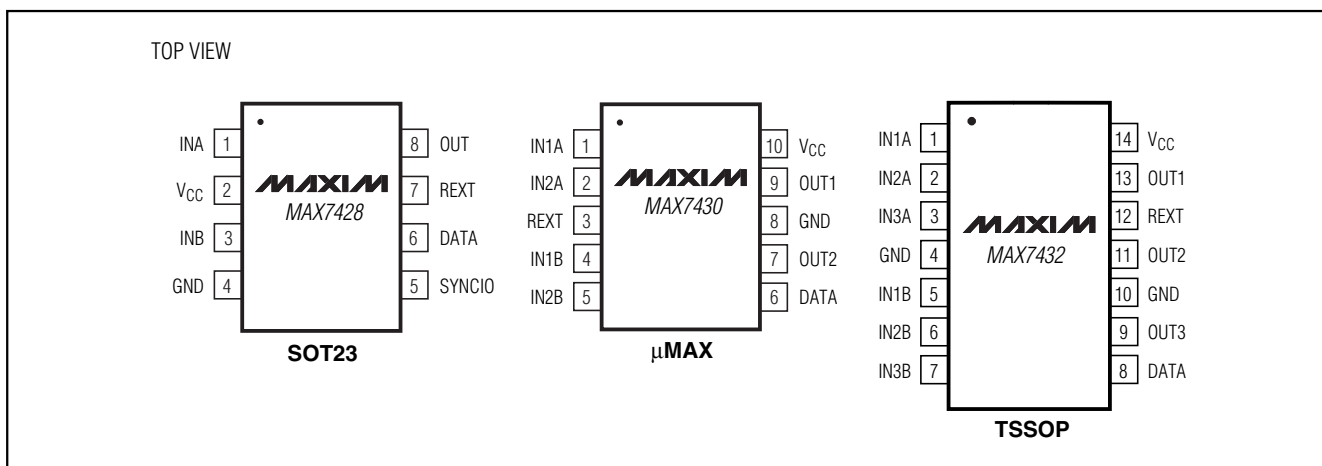 TOP VIEW
INA 1
VCC 2
INB 3
GND 4
8 OUT
7 REXT
6 DATA
5 SYNCIO
MAXIM
MAX7428
SOT23
IN1A 1
IN2A 2
REXT 3
IN1B 4
IN2B 5
10 VCC
9 OUT1
8 GND
7 OUT2
6 DATA
MAXIM
MAX7430
µMAX
IN1A 1
IN2A 2
IN3A 3
GND 4
IN1B 5
IN2B 6
IN3B 7
14 VCC
13 OUT1
12 REXT
11 OUT2
10 GND
9 OUT3
8 DATA
MAXIM
MAX7432
TSSOP